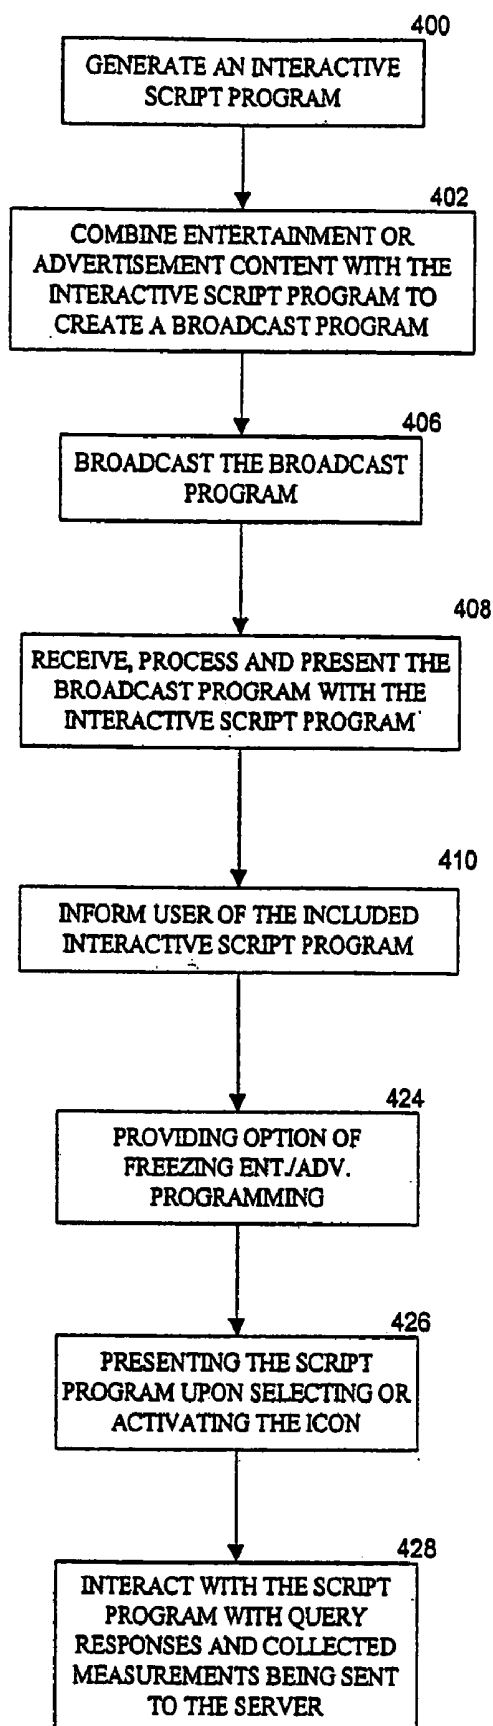 400
GENERATE AN INTERACTIVE
SCRIPT PROGRAM
402
COMBINE ENTERTAINMENT OR
ADVERTISEMENT CONTENT WITH THE
INTERACTIVE SCRIPT PROGRAM TO
CREATE A BROADCAST PROGRAM
406
BROADCAST THE BROADCAST
PROGRAM
408
RECEIVE, PROCESS AND PRESENT THE
BROADCAST PROGRAM WITH THE
INTERACTIVE SCRIPT PROGRAM
410
INFORM USER OF THE INCLUDED
INTERACTIVE SCRIPT PROGRAM
424
PROVIDING OPTION OF
FREEZING ENT./ADV.
PROGRAMMING
426
PRESENTING THE SCRIPT
PROGRAM UPON SELECTING OR
ACTIVATING THE ICON
428
INTERACT WITH THE SCRIPT
PROGRAM WITH QUERY
RESPONSES AND COLLECTED
MEASUREMENTS BEING SENT
TO THE SERVER